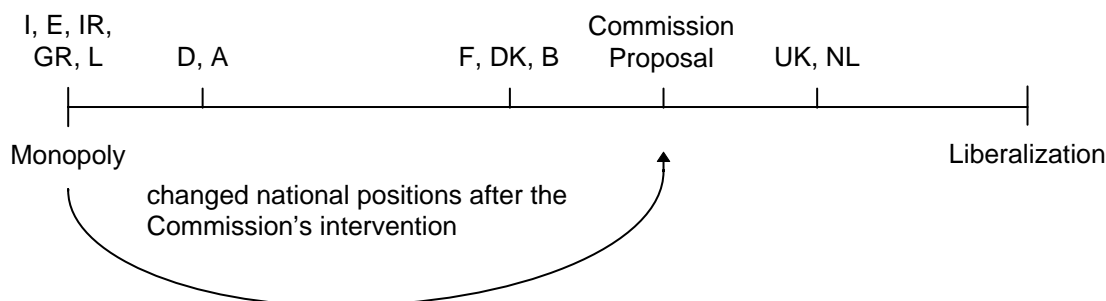 I, E, IR,
GR, L
D, A
F, DK, B
Commission
Proposal
UK, NL
Monopoly
Liberalization
changed national positions after the
Commission’s intervention